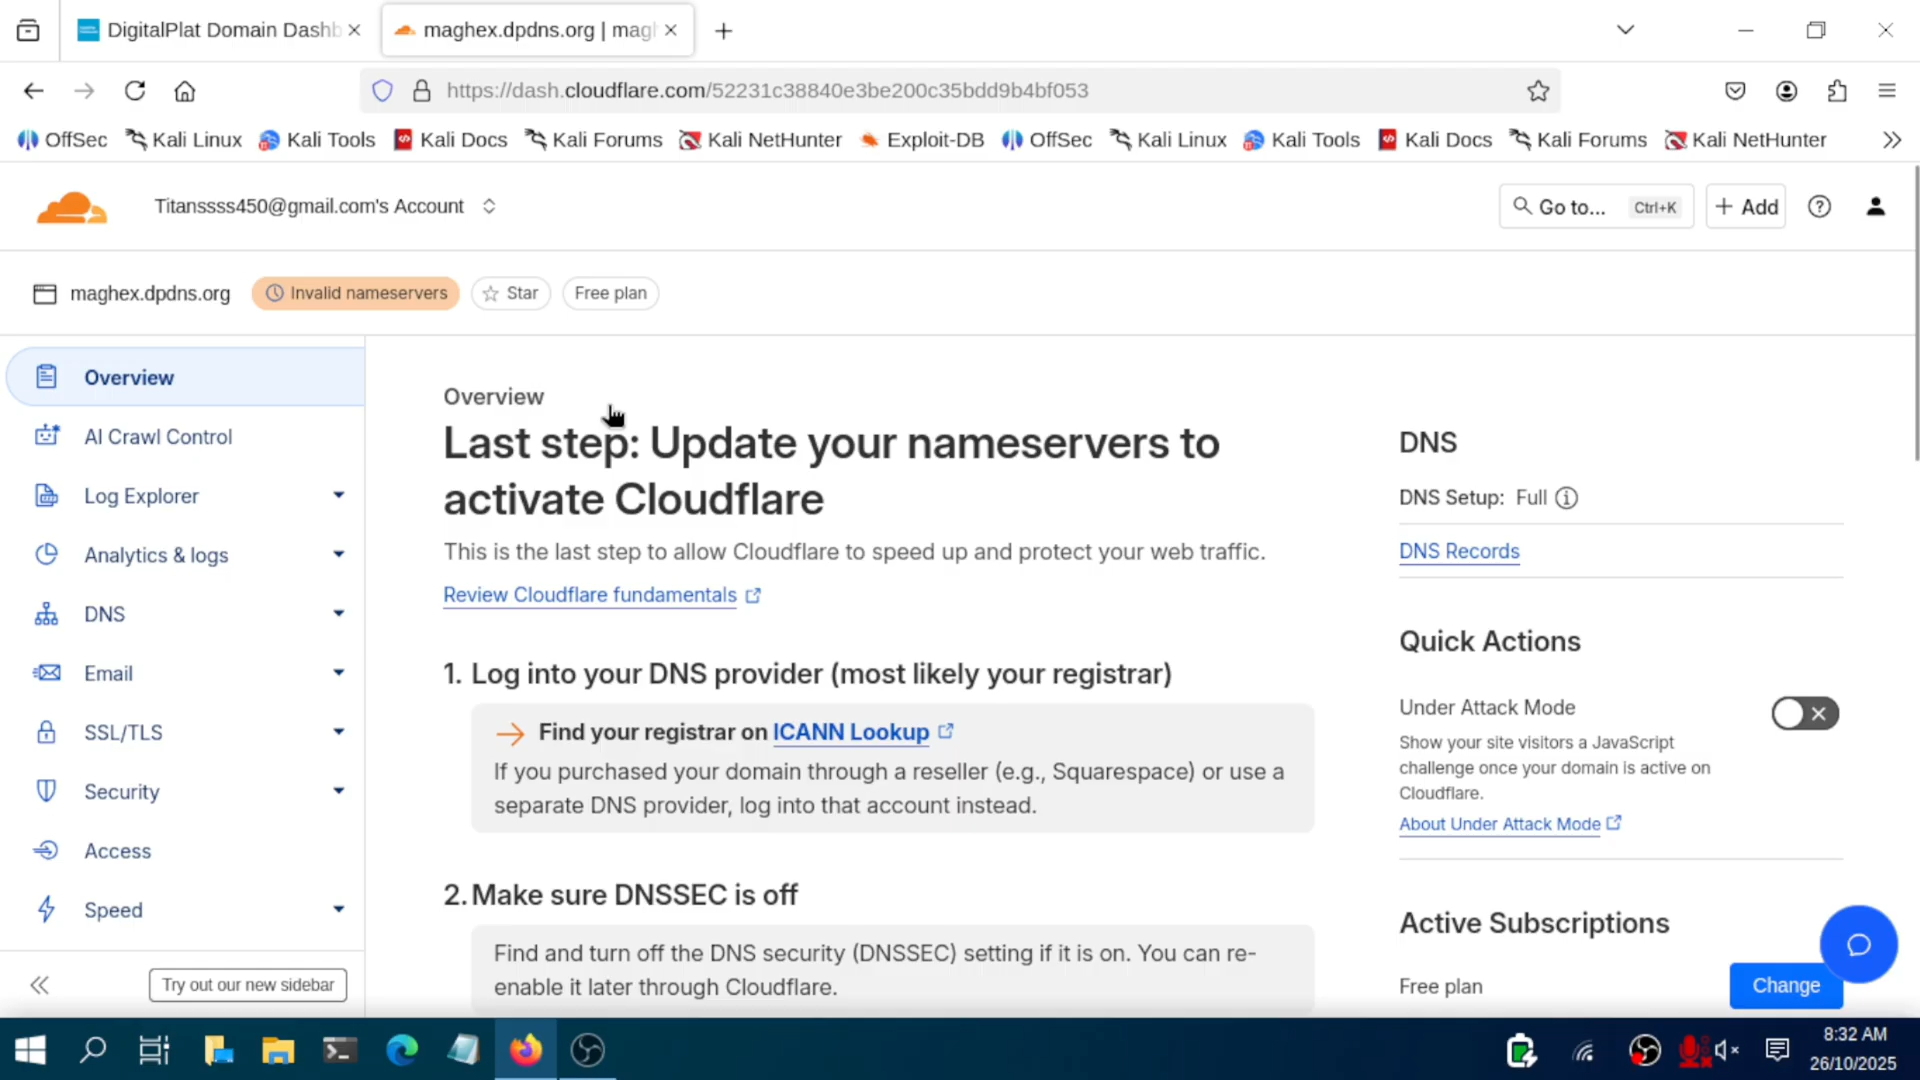 DigitalPlat Domain Dashb
maghex.dpdns.org | magh
https://dash.cloudflare.com/52231c38840e3be200c35bdd9b4bf053
OffSec
Kali Linux
Kali Tools
Kali Docs
Kali Forums
Kali NetHunter
Exploit-DB
OffSec
Kali Linux
Kali Tools
Kali Docs
Kali Forums
Kali NetHunter
Titanssss450@gmail.com's Account
Go to...
Ctrl+K
+ Add
maghex.dpdns.org
Invalid nameservers
Star
Free plan
Overview
AI Crawl Control
Log Explorer
Analytics & logs
DNS
Email
SSL/TLS
Security
Access
Speed
Try out our new sidebar
Overview
Last step: Update your nameservers to
activate Cloudflare
This is the last step to allow Cloudflare to speed up and protect your web traffic.
Review Cloudflare fundamentals
1. Log into your DNS provider (most likely your registrar)
Find your registrar on ICANN Lookup
If you purchased your domain through a reseller (e.g., Squarespace) or use a
separate DNS provider, log into that account instead.
2. Make sure DNSSEC is off
Find and turn off the DNS security (DNSSEC) setting if it is on. You can re-
enable it later through Cloudflare.
DNS
DNS Setup: Full
DNS Records
Quick Actions
Under Attack Mode
Show your site visitors a JavaScript
challenge once your domain is active on
Cloudflare.
About Under Attack Mode
Active Subscriptions
Free plan
Change
8:32 AM
26/10/2025